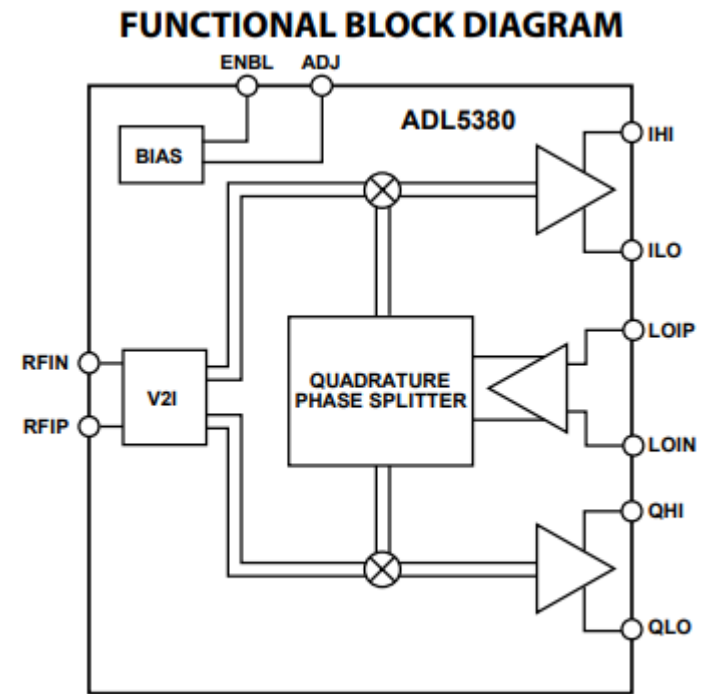 FUNCTIONAL BLOCK DIAGRAM
ENBL ADJ
ADL5380
IHI
BIAS
ILO
LOIP
RFIN
QUADRATURE
PHASE SPLITTER
V2I
RFIP
LOIN
QHI
QLO